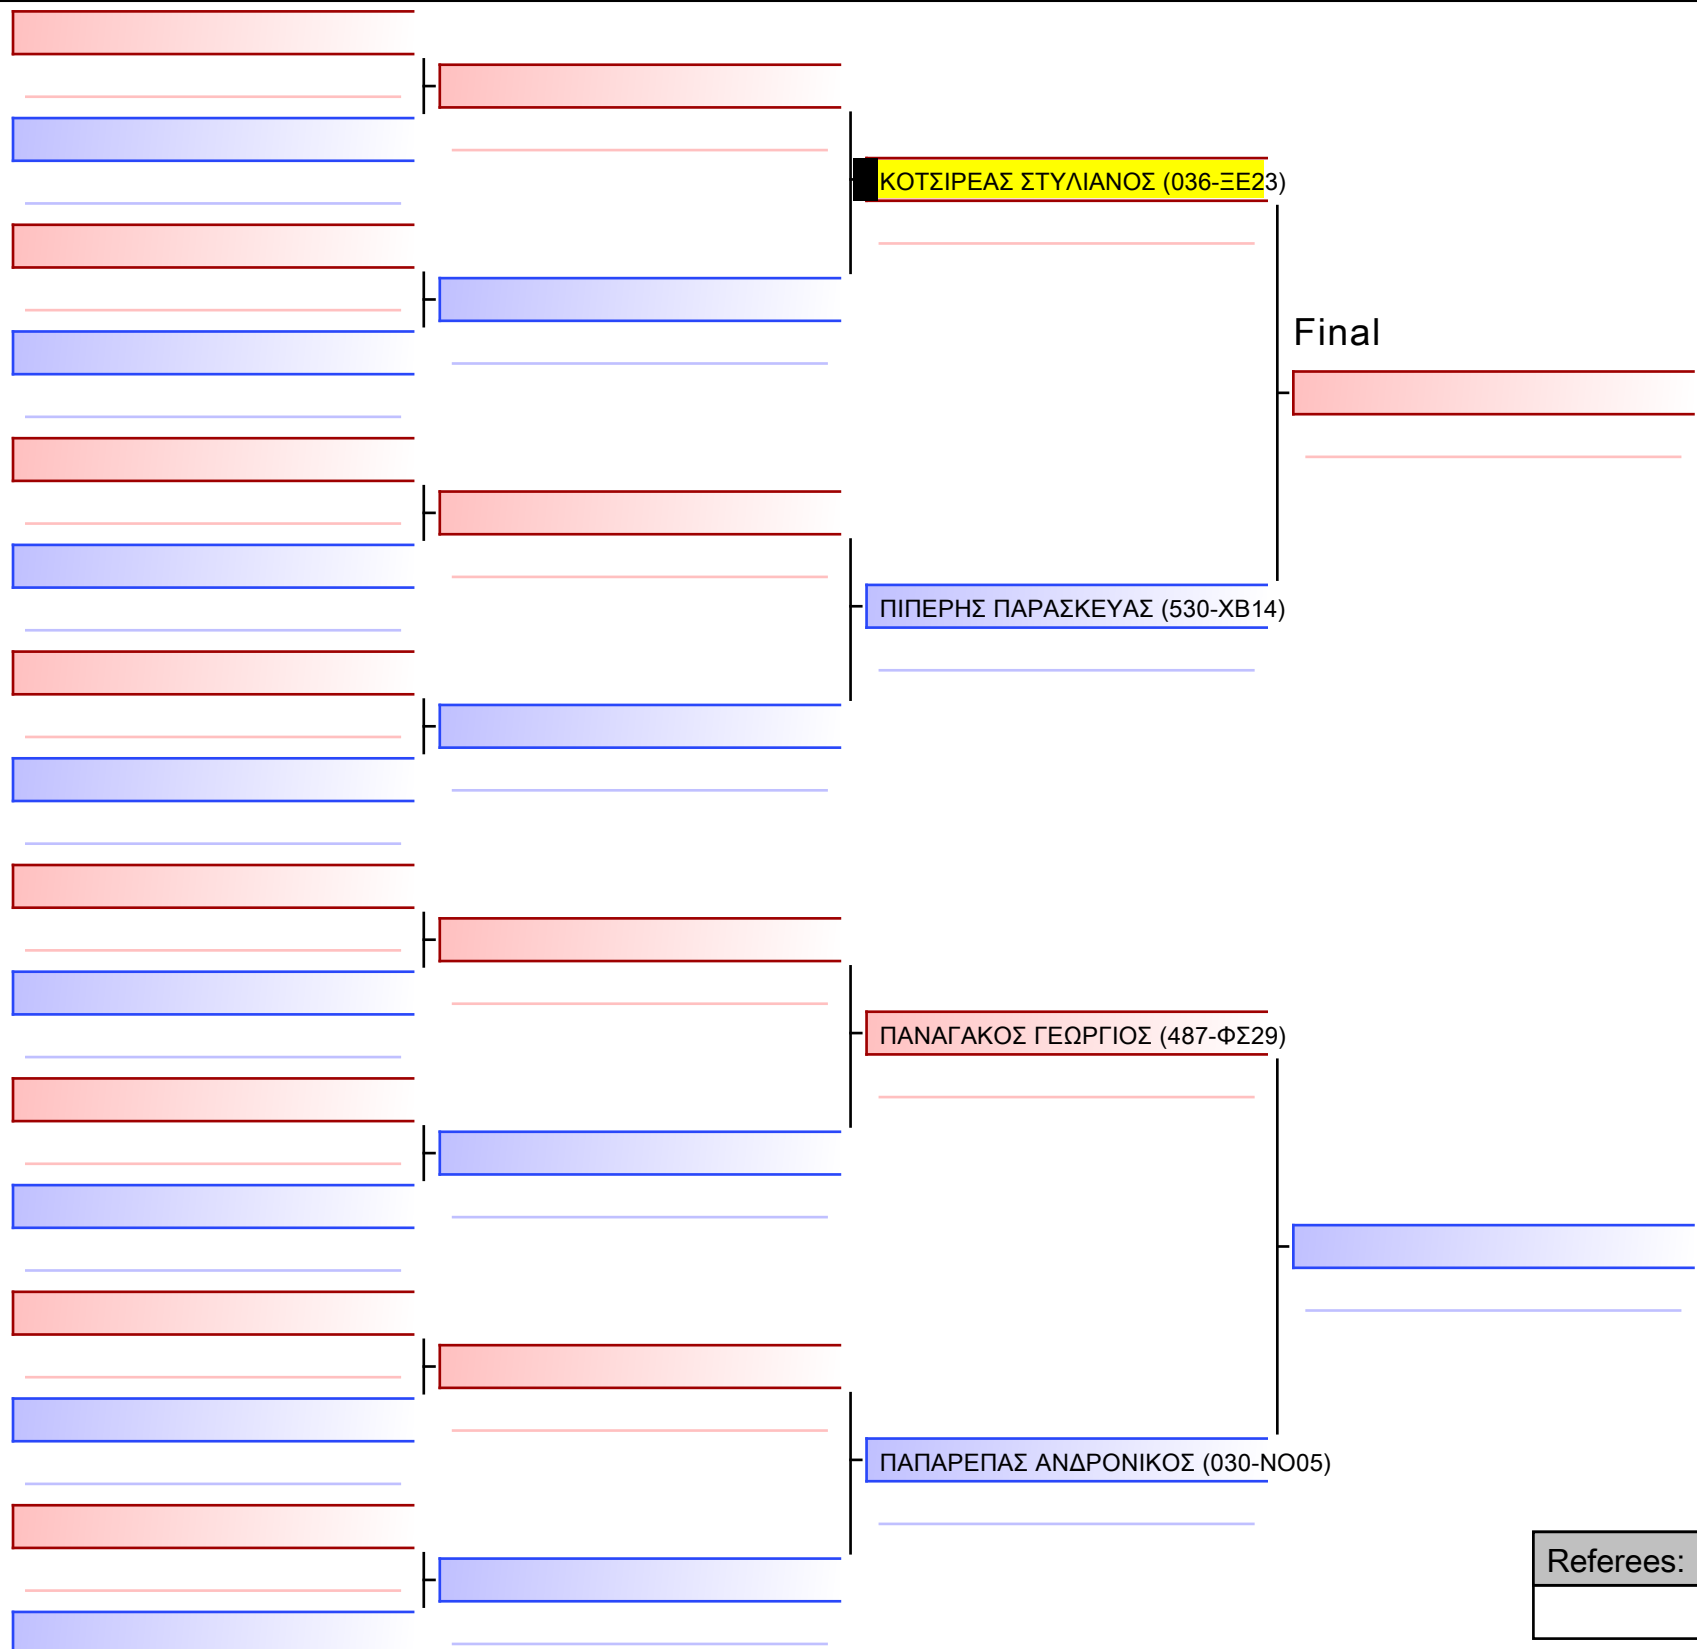 ΚΟΤΣΙΡΕΑΣ ΣΤΥΛΙΑΝΟΣ (036-ΞΕ23)
Final
ΠΙΠΕΡΗΣ ΠΑΡΑΣΚΕΥΑΣ (530-ΧΒ14)
ΠΑΝΑΓΑΚΟΣ ΓΕΩΡΓΙΟΣ (487-ΦΣ29)
ΠΑΠΑΡΕΠΑΣ ΑΝΔΡΟΝΙΚΟΣ (030-ΝΟ05)
Referees: